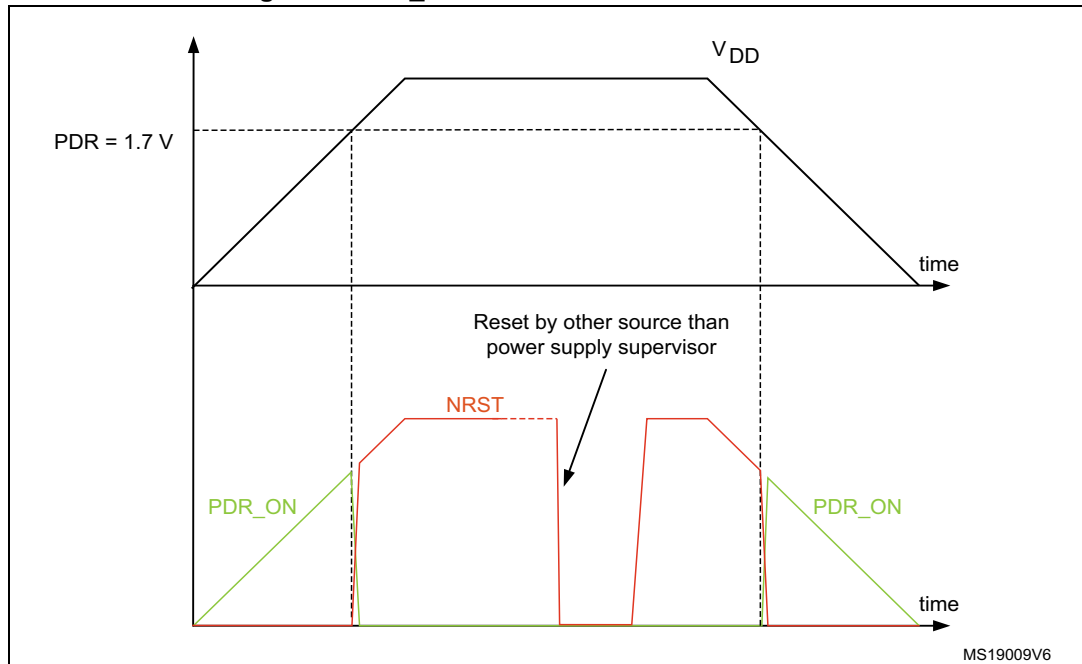 V DD
PDR = 1.7 V
time
Reset by other source than
power supply supervisor
NRST
PDR_ON
PDR_ON
time
MS19009V6